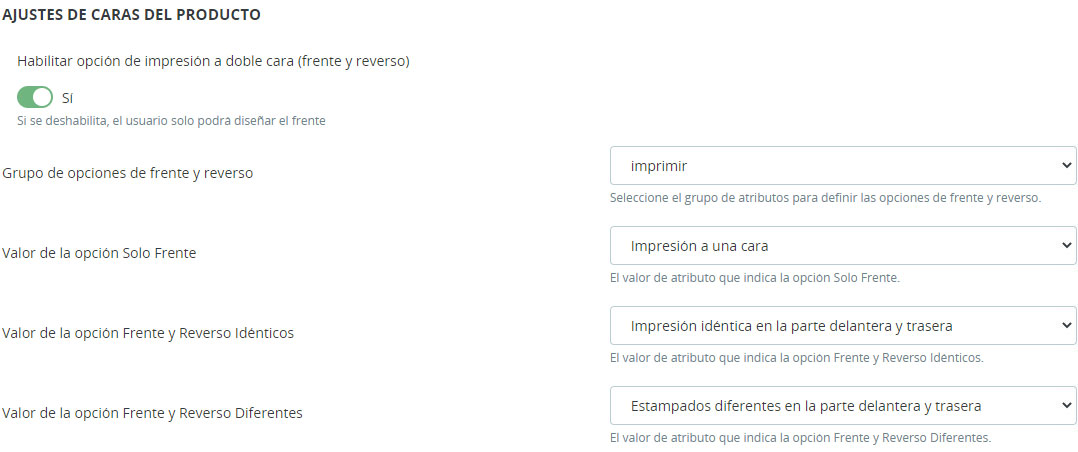 AJUSTES DE CARAS DEL PRODUCTO
Habilitar opción de impresión a doble cara (frente y reverso)
Sí
Si se deshabilita, el usuario solo podrá diseñar el frente
Grupo de opciones de frente y reverso
imprimir
Seleccione el grupo de atributos para definir las opciones de frente y reverso.
Valor de la opción Solo Frente
Impresión a una cara
El valor de atributo que indica la opción Solo Frente.
Valor de la opción Frente y Reverso Idénticos
Impresión idéntica en la parte delantera y trasera
El valor de atributo que indica la opción Frente y Reverso Idénticos.
Valor de la opción Frente y Reverso Diferentes
Estampados diferentes en la parte delantera y trasera
El valor de atributo que indica la opción Frente y Reverso Diferentes.